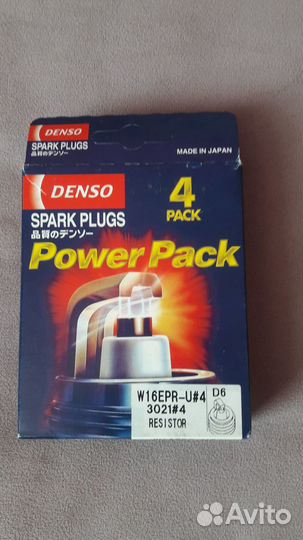 DENSO
SPARK PLUGS
品質のデンソー
MADE IN JAPAN
DENSO
4
PACK
SPARK PLUGS
品質のデンソー
Power Pack
W16EPR-U#4
3021#4
RESISTOR
D6
Avito